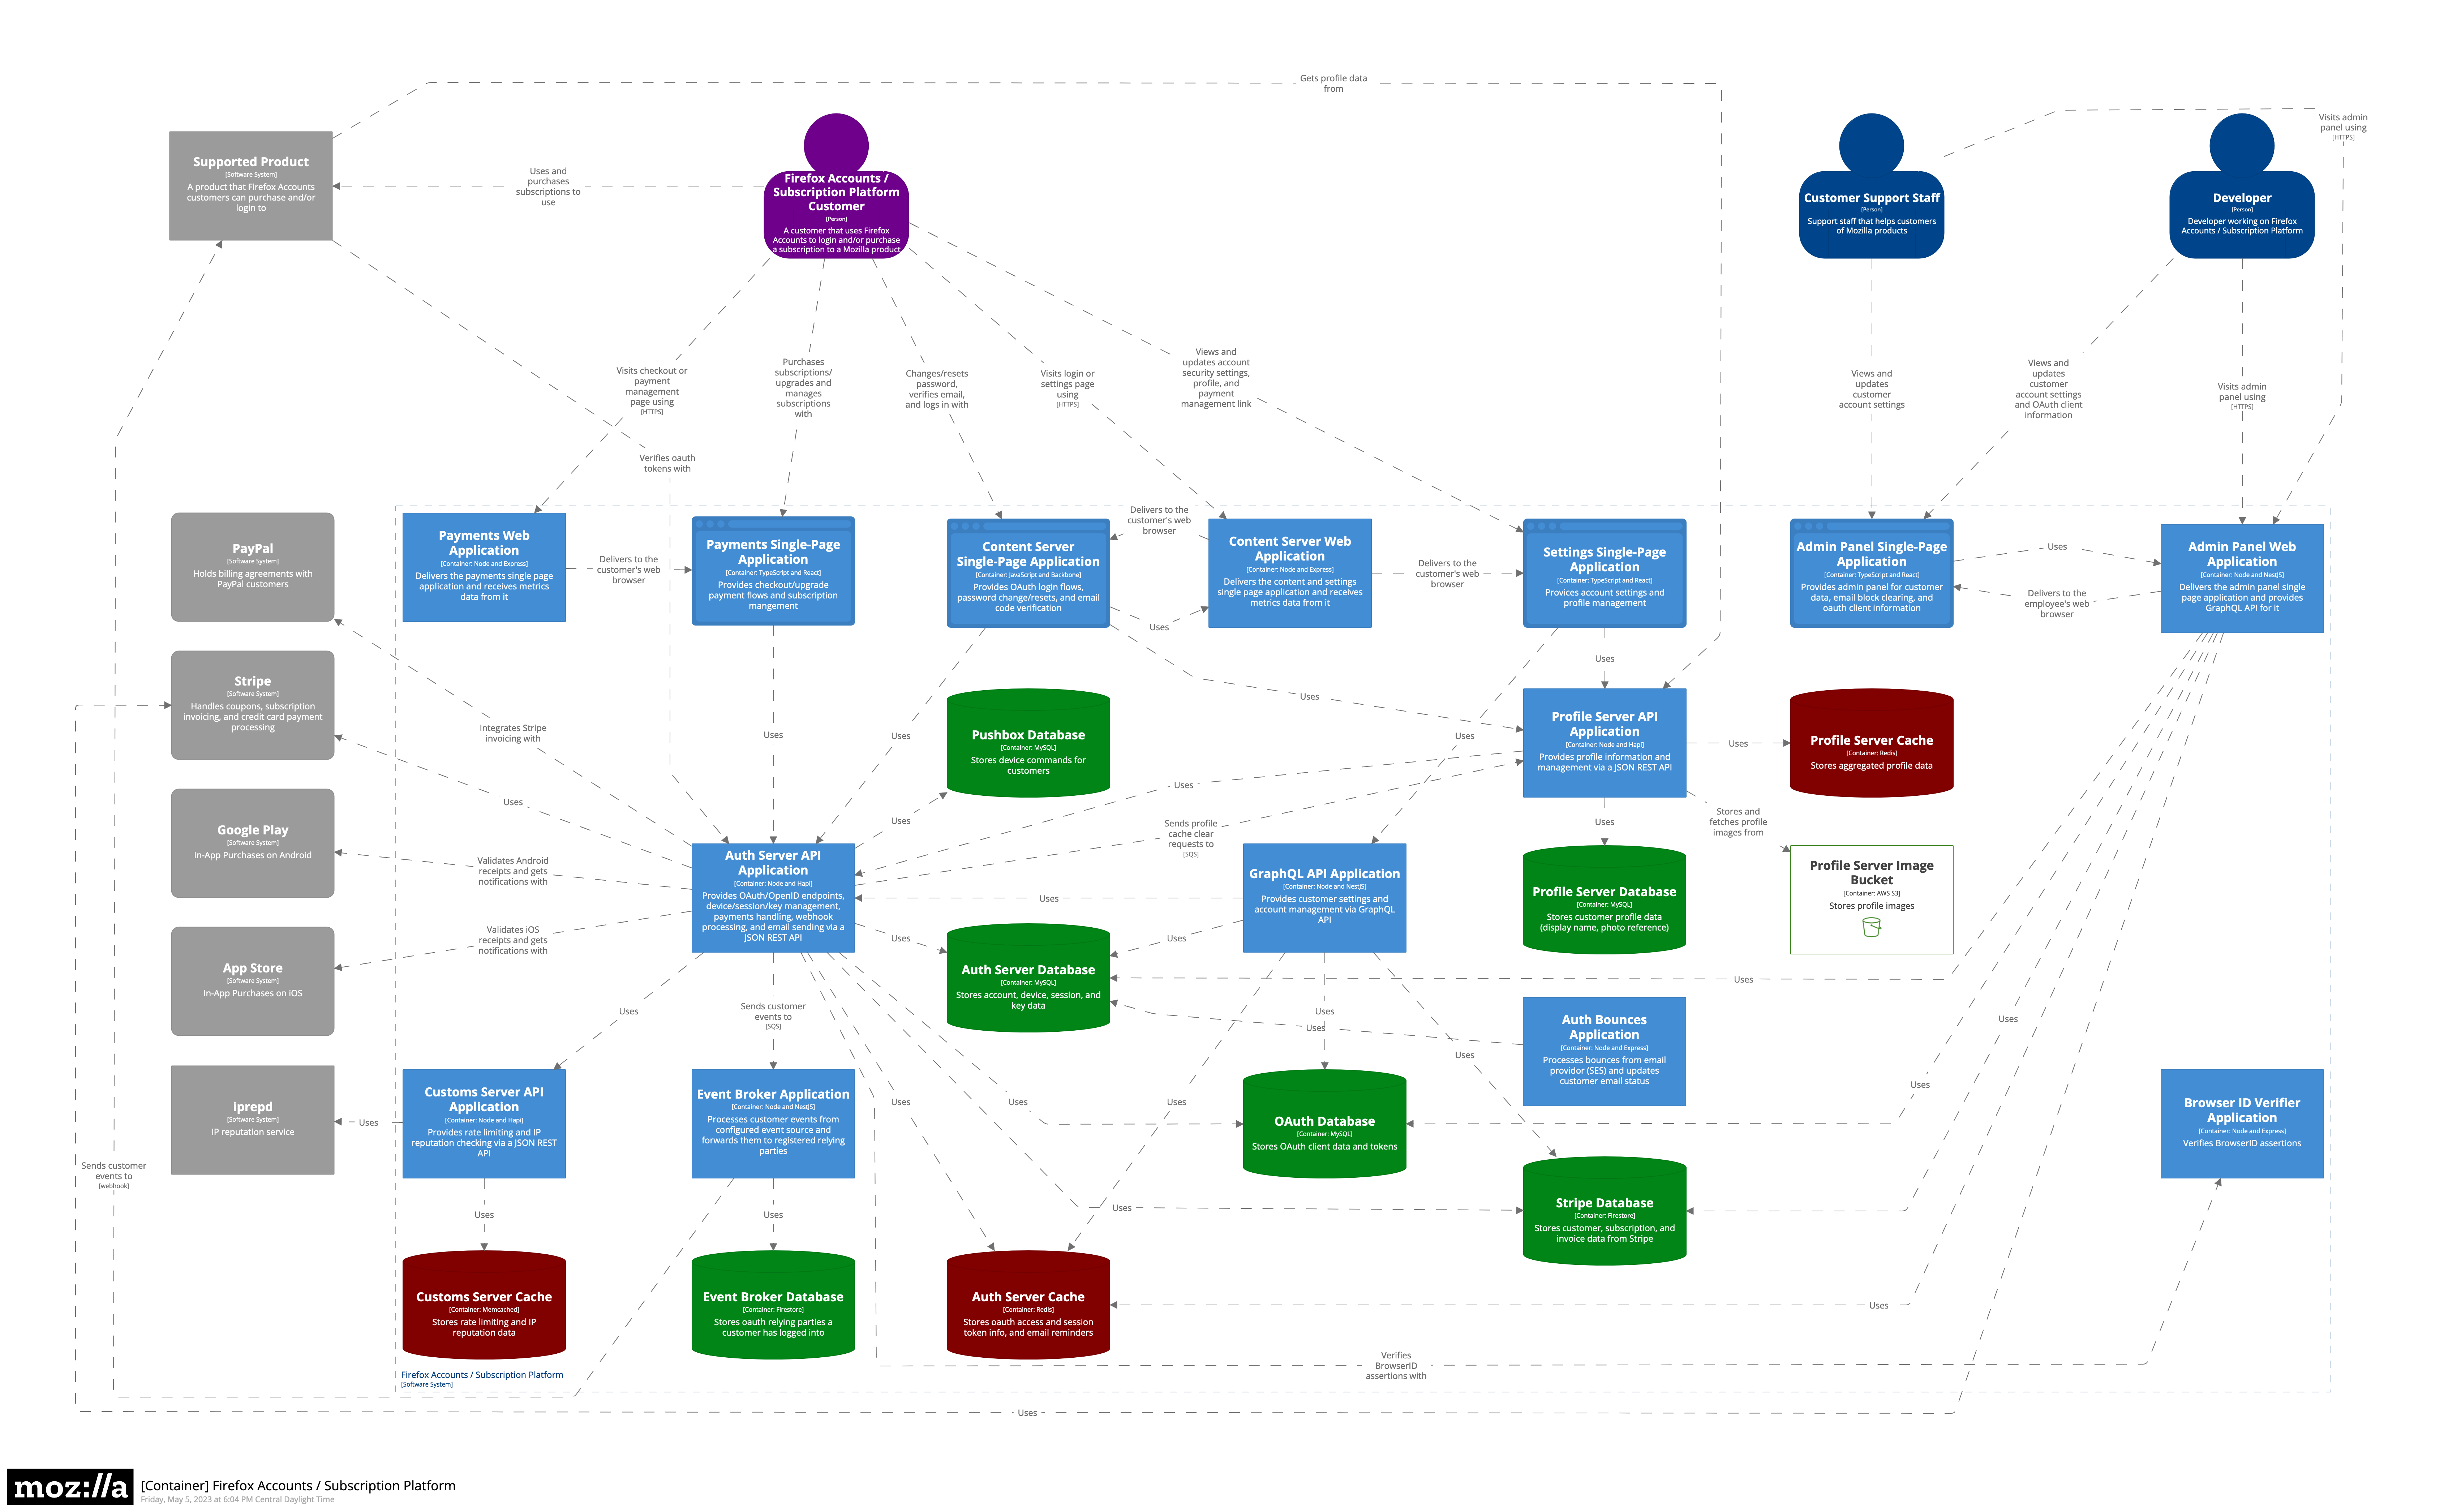 Gets profile data
from
Visits admin
panel using
[HTTPS]
Supported Product
[Software System]
A product that Firefox Accounts
customers can purchase and/or
login to
Uses and
purchases
subscriptions to
use
Firefox Accounts /
Subscription Platform
Customer
[Person]
A customer that uses Firefox
Accounts to login and/or purchase
a subscription to a Mozilla product
Customer Support Staff
[Person]
Support staff that helps customers
of Mozilla products
Developer
[Person]
Developer working on Firefox
Accounts / Subscription Platform
Visits checkout or
payment
management
page using
[HTTPS]
Purchases
subscriptions/
upgrades and
manages
subscriptions
with
Changes/resets
password,
verifies email,
and logs in with
Visits login or
settings page
using
[HTTPS]
Views and
updates account
security settings,
profile, and
payment
management link
Views and
updates
customer
account settings
Views and
updates
customer
account settings
and OAuth client
information
Visits admin
panel using
[HTTPS]
Verifies oauth
tokens with
PayPal
[Software System]
Holds billing agreements with
PayPal customers
Payments Web
Application
[Container: Node and Express]
Delivers the payments single page
application and receives metrics
data from it
Delivers to the
customer's web
browser
Payments Single-Page
Application
[Container: TypeScript and React]
Provides checkout/upgrade
payment flows and subscription
mangement
Content Server
Single-Page Application
[Container: JavaScript and Backbone]
Provides OAuth login flows,
password change/resets, and email
code verification
Delivers to the
customer's web
browser
Uses
Content Server Web
Application
[Container: Node and Express]
Delivers the content and settings
single page application and receives
metrics data from it
Delivers to the
customer's web
browser
Settings Single-Page
Application
[Container: TypeScript and React]
Provices account settings and
profile management
Admin Panel Single-Page
Application
[Container: TypeScript and React]
Provides admin panel for customer
data, email block clearing, and
oauth client information
Uses
Delivers to the
employee's web
browser
Admin Panel Web
Application
[Container: Node and NestJS]
Delivers the admin panel single
page application and provides
GraphQL API for it
Stripe
[Software System]
Handles coupons, subscription
invoicing, and credit card payment
processing
Integrates Stripe
invoicing with
Uses
Uses
Pushbox Database
[Container: MySQL]
Stores device commands for
customers
Uses
Uses
Uses
Profile Server API
Application
[Container: Node and Hapi]
Provides profile information and
management via a JSON REST API
Uses
Profile Server Cache
[Container: Redis]
Stores aggregated profile data
Google Play
[Software System]
In-App Purchases on Android
Uses
Validates Android
receipts and gets
notifications with
Auth Server API
Application
[Container: Node and Hapi]
Provides OAuth/OpenID endpoints,
device/session/key management,
payments handling, webhook
processing, and email sending via a
JSON REST API
Uses
Uses
Sends profile
cache clear
requests to
[SQS]
Uses
GraphQL API Application
[Container: Node and NestJS]
Provides customer settings and
account management via GraphQL
API
Uses
Stores and
fetches profile
images from
Profile Server Database
[Container: MySQL]
Stores customer profile data
(display name, photo reference)
Profile Server Image
Bucket
[Container: AWS S3]
Stores profile images
App Store
[Software System]
In-App Purchases on iOS
Validates iOS
receipts and gets
notifications with
Uses
Auth Server Database
[Container: MySQL]
Stores account, device, session, and
key data
Uses
Uses
Uses
Sends customer
events to
[SQS]
Uses
Uses
Uses
Auth Bounces
Application
[Container: Node and Express]
Processes bounces from email
providor (SES) and updates
customer email status
Uses
iprepd
[Software System]
IP reputation service
Uses
Customs Server API
Application
[Container: Node and Hapi]
Provides rate limiting and IP
reputation checking via a JSON REST
API
Event Broker Application
[Container: Node and NestJS]
Processes customer events from
configured event source and
forwards them to registered relying
parties
Uses
Uses
Uses
OAuth Database
[Container: MySQL]
Stores OAuth client data and tokens
Uses
Uses
Browser ID Verifier
Application
[Container: Node and Express]
Verifies BrowserID assertions
Sends customer
events to
[webhook]
Uses
Uses
Uses
Stripe Database
[Container: Firestore]
Stores customer, subscription, and
invoice data from Stripe
Customs Server Cache
[Container: Memcached]
Stores rate limiting and IP
reputation data
Event Broker Database
[Container: Firestore]
Stores oauth relying parties a
customer has logged into
Auth Server Cache
[Container: Redis]
Stores oauth access and session
token info, and email reminders
Uses
Verifies
BrowserID
assertions with
Firefox Accounts / Subscription Platform
[Software System]
Uses
moz://a
[Container] Firefox Accounts / Subscription Platform
Friday, May 5, 2023 at 6:04 PM Central Daylight Time